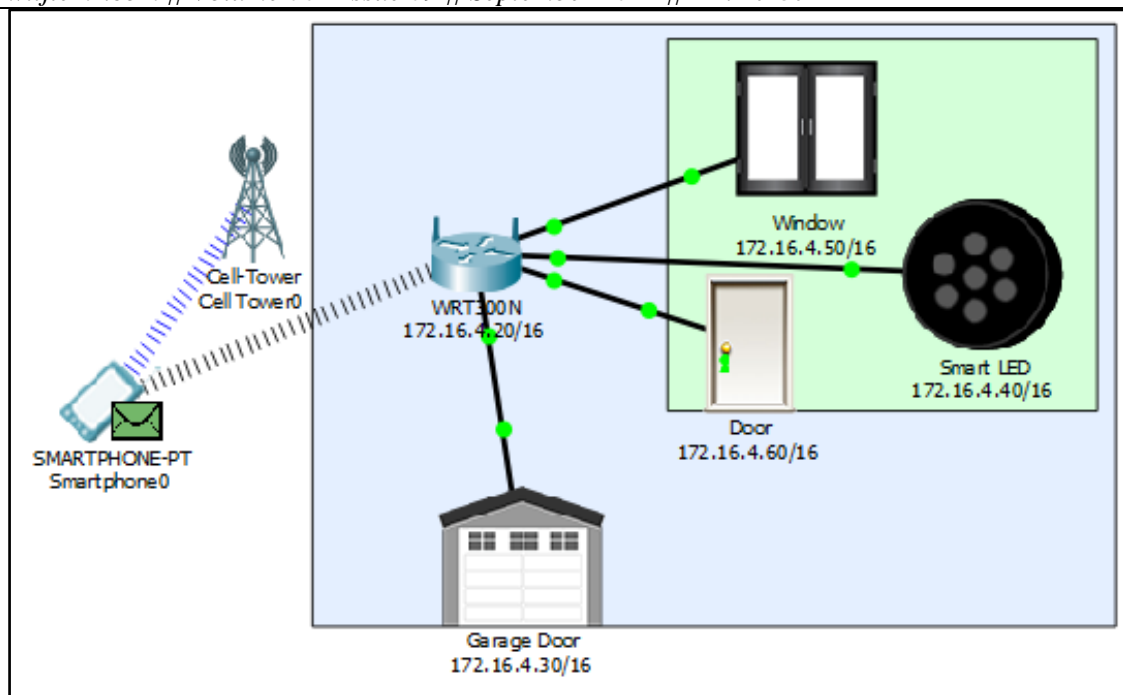 Window
172.16.4.50/16
Cell-Tower
Cell Tower0
WRT300N
172.16.4.20/16
Smart LED
172.16.4.40/16
Door
172.16.4.60/16
SMARTPHONE-PT
Smartphone0
Garage Door
172.16.4.30/16